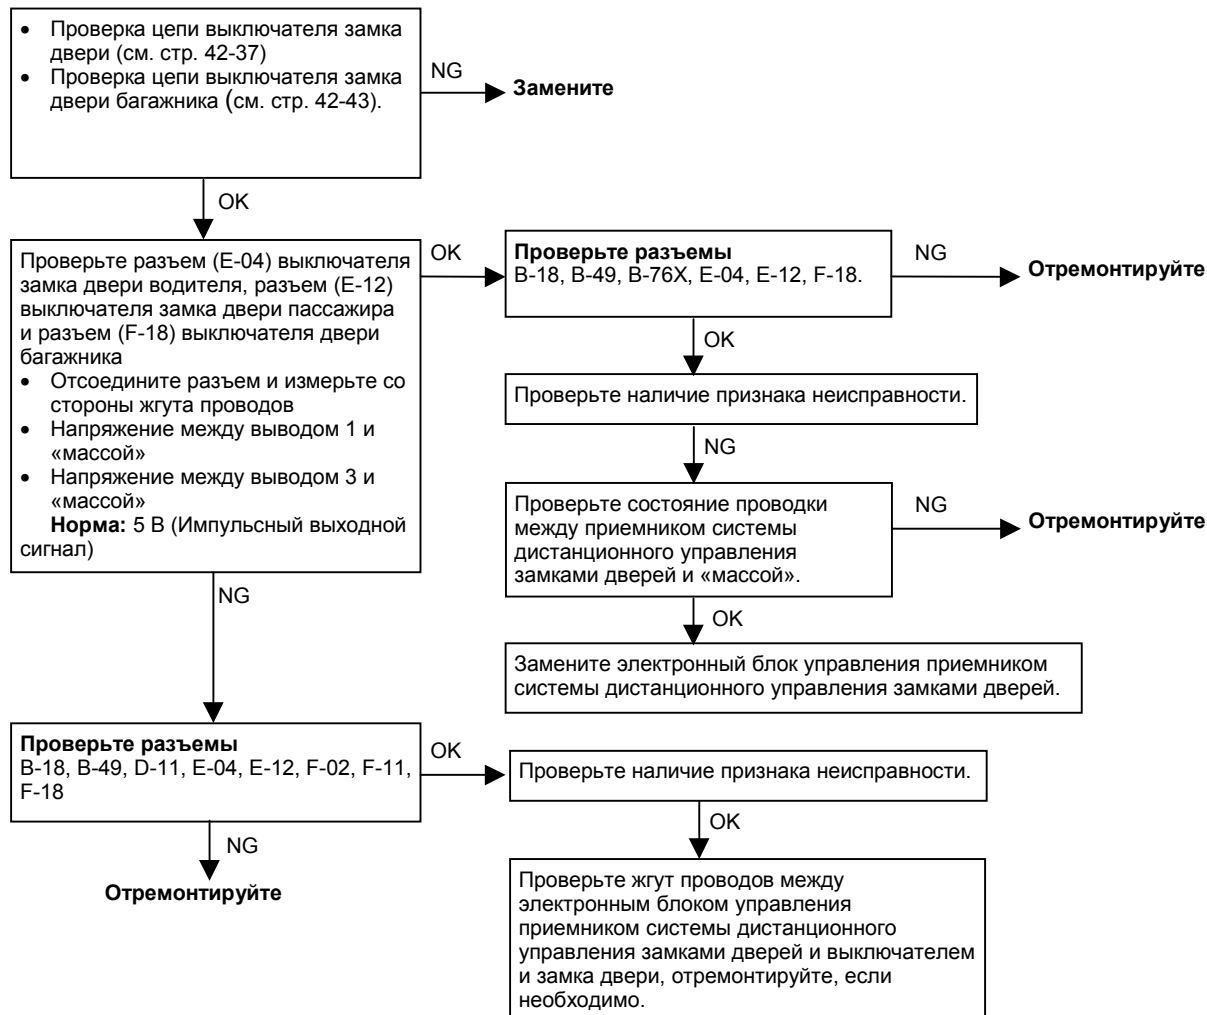 • Проверка цепи выключателя замка
двери (см. стр. 42-37)
• Проверка цепи выключателя замка
двери багажника (см. стр. 42-43).
NG
Замените
OK
Проверьте разъем (E-04) выключателя
замка двери водителя, разъем (E-12)
выключателя замка двери пассажира
и разъем (F-18) выключателя двери
багажника
• Отсоедините разъем и измерьте со
стороны жгута проводов
• Напряжение между выводом 1 и
«массой»
• Напряжение между выводом 3 и
«массой»
Норма: 5 В (Импульсный выходной
сигнал)
OK
Проверьте разъемы
B-18, B-49, B-76X, E-04, E-12, F-18.
NG
Отремонтируйте
OK
Проверьте наличие признака неисправности.
NG
Проверьте состояние проводки
между приемником системы
дистанционного управления
замками дверей и «массой».
NG
Отремонтируйте
OK
Замените электронный блок управления приемником
системы дистанционного управления замками дверей.
NG
Проверьте разъемы
B-18, B-49, D-11, E-04, E-12, F-02, F-11,
F-18
OK
Проверьте наличие признака неисправности.
NG
Отремонтируйте
OK
Проверьте жгут проводов между
электронным блоком управления
приемником системы дистанционного
управления замками дверей и выключателем
и замка двери, отремонтируйте, если
необходимо.